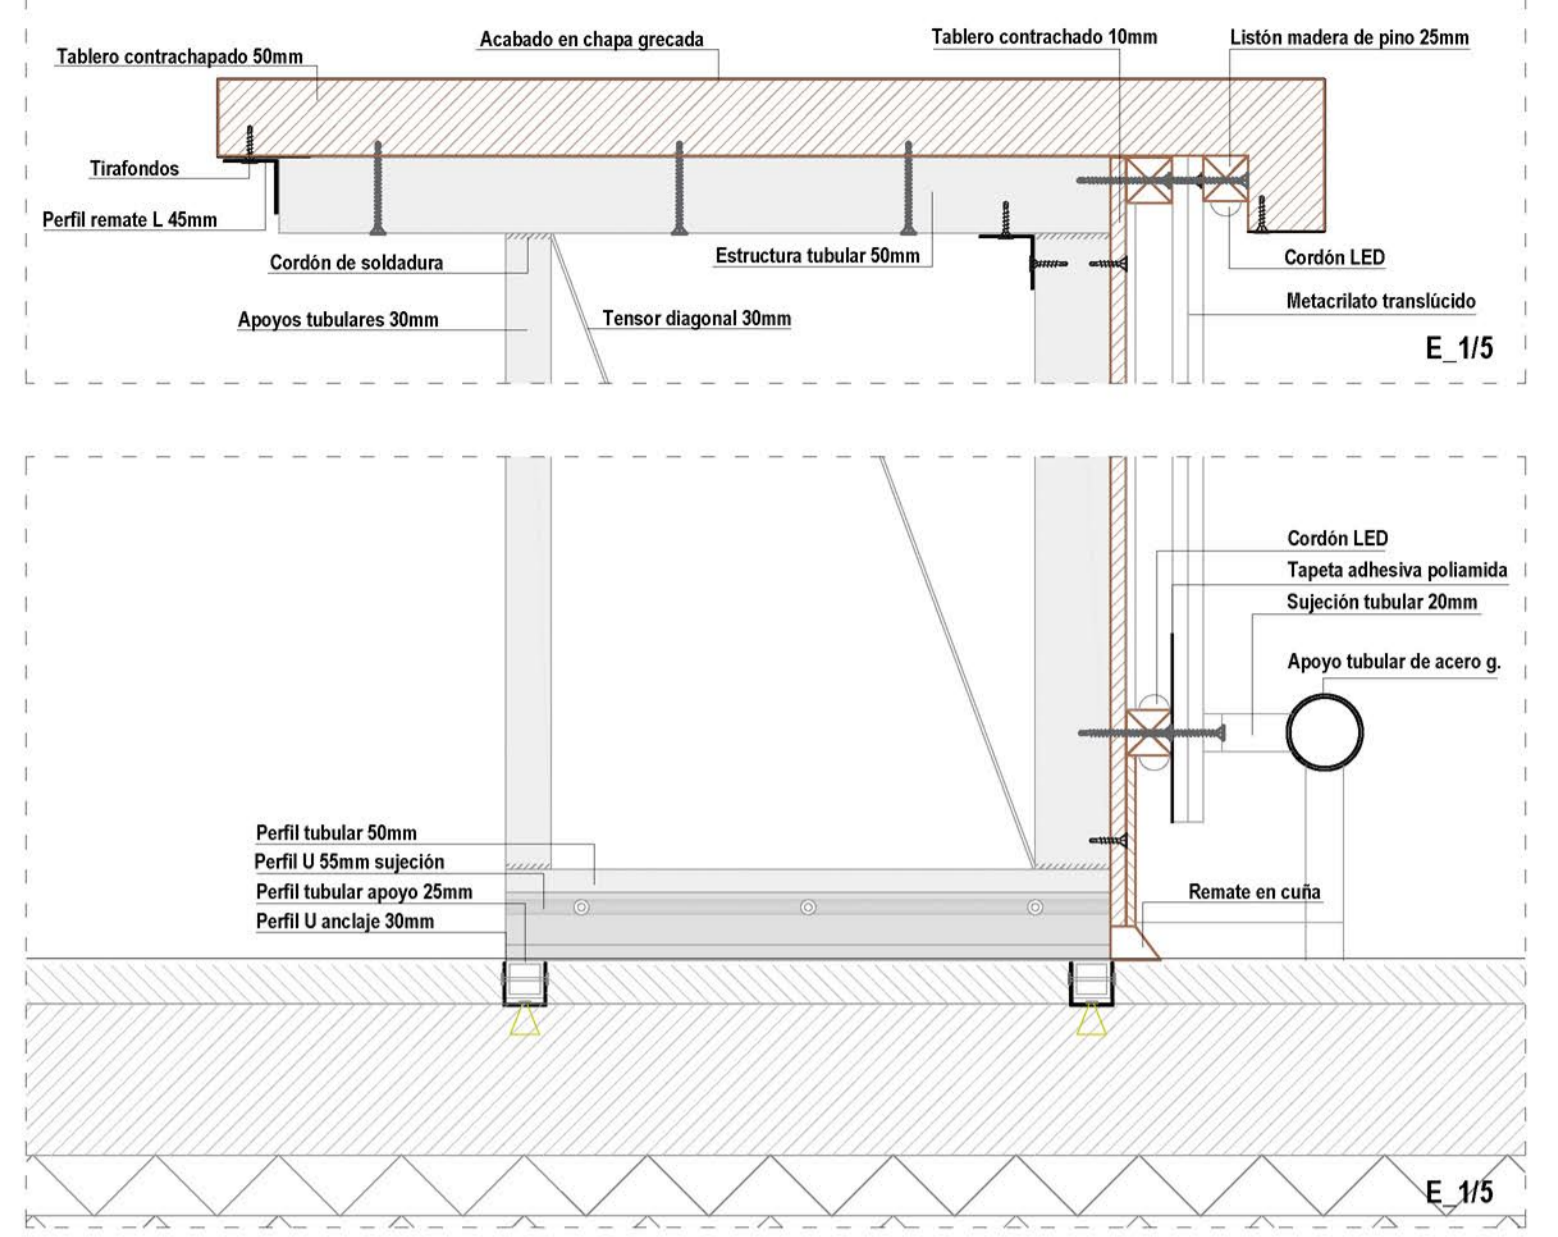 Tablero contrachapado 50mm
Acabado en chapa grecada
Tablero contrachado 10mm
Listón madera de pino 25mm
Tirafondos
Perfil remate L 45mm
Cordón de soldadura
Estructura tubular 50mm
Cordón LED
Apoyos tubulares 30mm
Tensor diagonal 30mm
Metacrilato translúcido
E_1/5
Cordón LED
Tapeta adhesiva poliamida
Sujeción tubular 20mm
Apoyo tubular de acero g.
Perfil tubular 50mm
Perfil U 55mm sujeción
Perfil tubular apoyo 25mm
Perfil U anclaje 30mm
Remate en cuña
E_1/5